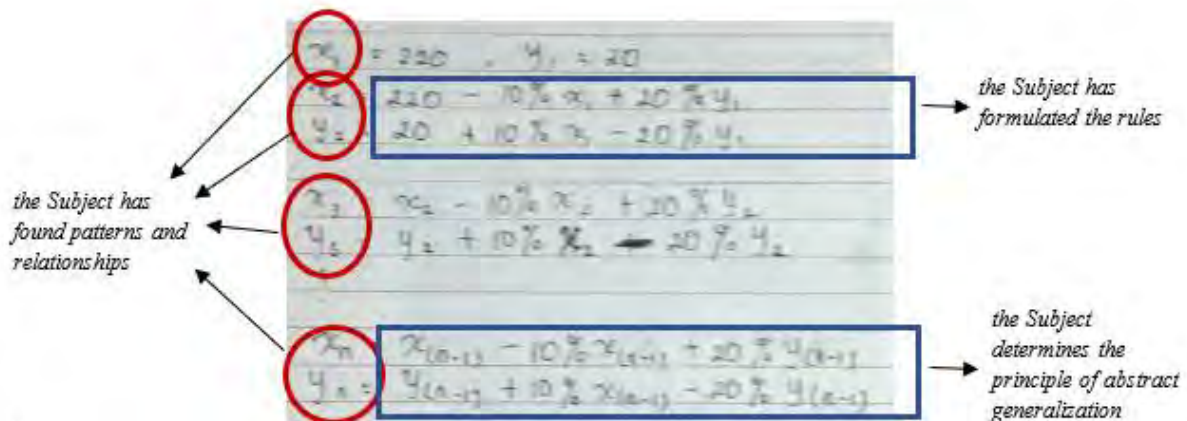 x₁ = 220 , y₁ = 20
x₂ = 220 - 10% x₁ + 20% y₁
y₂ = 20 + 10% x₁ - 20% y₁
the Subject has
formulated the rules
x₃ x₂ - 10% x₂ + 20% y₂
y₃ y₂ + 10% x₂ - 20% y₂
the Subject has
found patterns and
relationships
xₙ x₍ₙ₋₁₎ - 10% x₍ₙ₋₁₎ + 20% y₍ₙ₋₁₎
yₙ = y₍ₙ₋₁₎ + 10% x₍ₙ₋₁₎ - 20% y₍ₙ₋₁₎
the Subject
determines the
principle of abstract
generalization